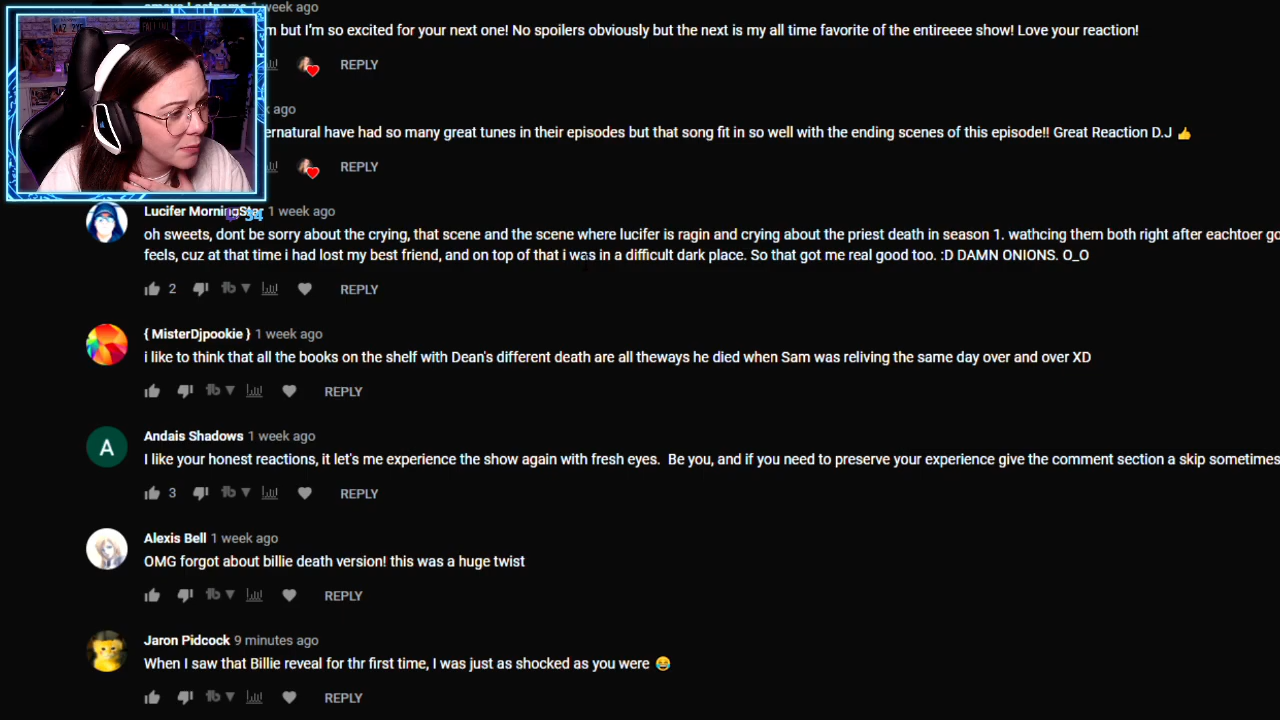 1 week ago
m but I'm so excited for your next one! No spoilers obviously but the next is my all time favorite of the entireeee show! Love your reaction!
REPLY
ek ago
ernatural have had so many great tunes in their episodes but that song fit in so well with the ending scenes of this episode!! Great Reaction D.J 👍
REPLY
Lucifer MorningStar 1 week ago
34
oh sweets, dont be sorry about the crying, that scene and the scene where lucifer is ragin and crying about the priest death in season 1. wathcing them both right after eachtoer go
feels, cuz at that time i had lost my best friend, and on top of that i was in a difficult dark place. So that got me real good too. :D DAMN ONIONS. O_O
2 REPLY
{ MisterDjpookie } 1 week ago
i like to think that all the books on the shelf with Dean's different death are all theways he died when Sam was reliving the same day over and over XD
REPLY
A
Andais Shadows 1 week ago
I like your honest reactions, it let's me experience the show again with fresh eyes. Be you, and if you need to preserve your experience give the comment section a skip sometimes
3 REPLY
Alexis Bell 1 week ago
OMG forgot about billie death version! this was a huge twist
REPLY
Jaron Pidcock 9 minutes ago
When I saw that Billie reveal for thr first time, I was just as shocked as you were 😂
REPLY